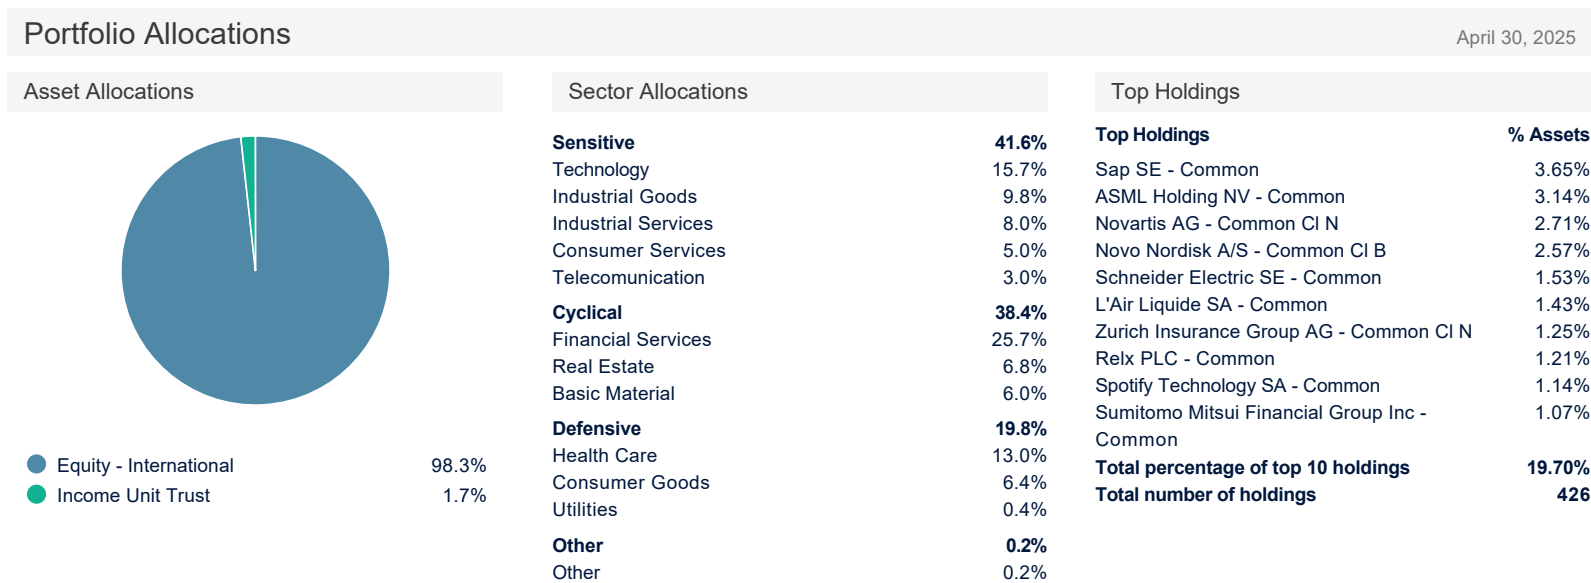 Portfolio Allocations
April 30, 2025
Asset Allocations
Equity - International 98.3%
Income Unit Trust 1.7%
Sector Allocations
Sensitive 41.6%
Technology 15.7%
Industrial Goods 9.8%
Industrial Services 8.0%
Consumer Services 5.0%
Telecomunication 3.0%
Cyclical 38.4%
Financial Services 25.7%
Real Estate 6.8%
Basic Material 6.0%
Defensive 19.8%
Health Care 13.0%
Consumer Goods 6.4%
Utilities 0.4%
Other 0.2%
Other 0.2%
Top Holdings
Top Holdings % Assets
Sap SE - Common 3.65%
ASML Holding NV - Common 3.14%
Novartis AG - Common Cl N 2.71%
Novo Nordisk A/S - Common Cl B 2.57%
Schneider Electric SE - Common 1.53%
L'Air Liquide SA - Common 1.43%
Zurich Insurance Group AG - Common Cl N 1.25%
Relx PLC - Common 1.21%
Spotify Technology SA - Common 1.14%
Sumitomo Mitsui Financial Group Inc - 1.07%
Common
Total percentage of top 10 holdings 19.70%
Total number of holdings 426